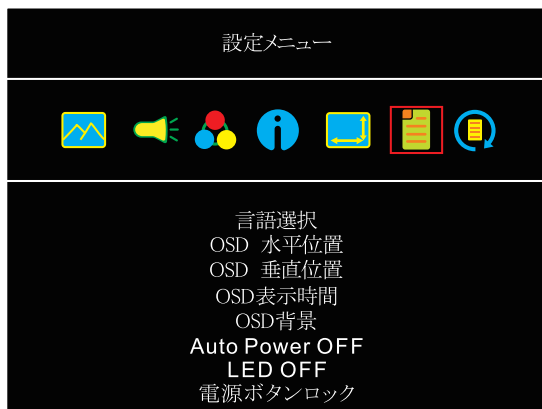 設定メニュー
言語選択
OSD 水平位置
OSD 垂直位置
OSD表示時間
OSD背景
Auto Power OFF
LED OFF
電源ボタンロック